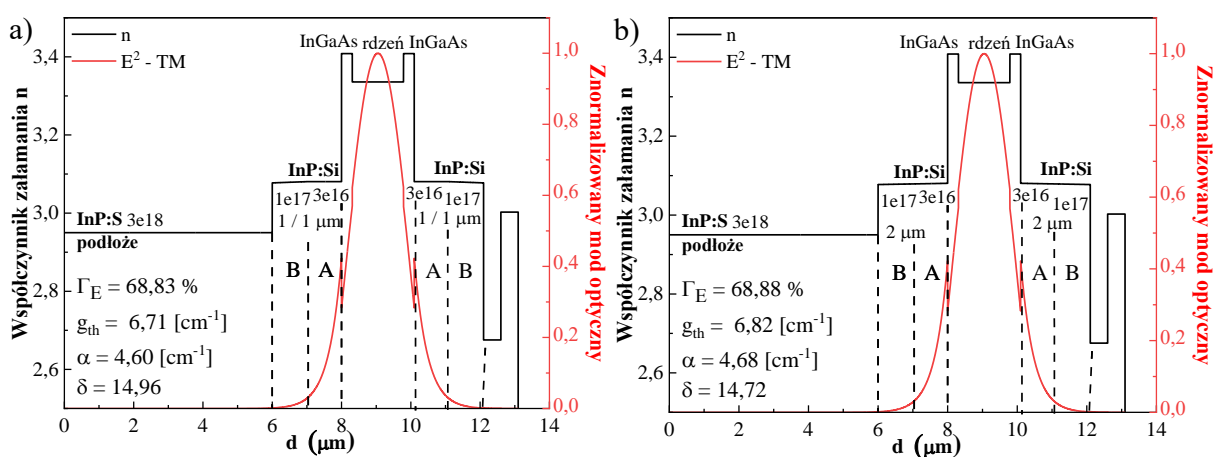 a)
n
E² - TM
InGaAs rdzeń InGaAs
InP:Si
InP:Si
1e17 3e16
1 / 1 µm
3e16 1e17
1 / 1 µm
InP:S 3e18
podłoże
B
A
A
B
Γ_E = 68,83 %
g_th = 6,71 [cm⁻¹]
α = 4,60 [cm⁻¹]
δ = 14,96
Współczynnik załamania n
3,4
3,2
3,0
2,8
2,6
0 2 4 6 8 10 12 14
d (µm)
1,0
0,8
0,6
0,4
0,2
0,0
Znormalizowany mod optyczny
b)
n
E² - TM
InGaAs rdzeń InGaAs
InP:Si
InP:Si
1e17 3e16
2 µm
3e16 1e17
2 µm
InP:S 3e18
podłoże
B
A
A
B
Γ_E = 68,88 %
g_th = 6,82 [cm⁻¹]
α = 4,68 [cm⁻¹]
δ = 14,72
Współczynnik załamania n
3,4
3,2
3,0
2,8
2,6
0 2 4 6 8 10 12 14
d (µm)
1,0
0,8
0,6
0,4
0,2
0,0
Znormalizowany mod optyczny